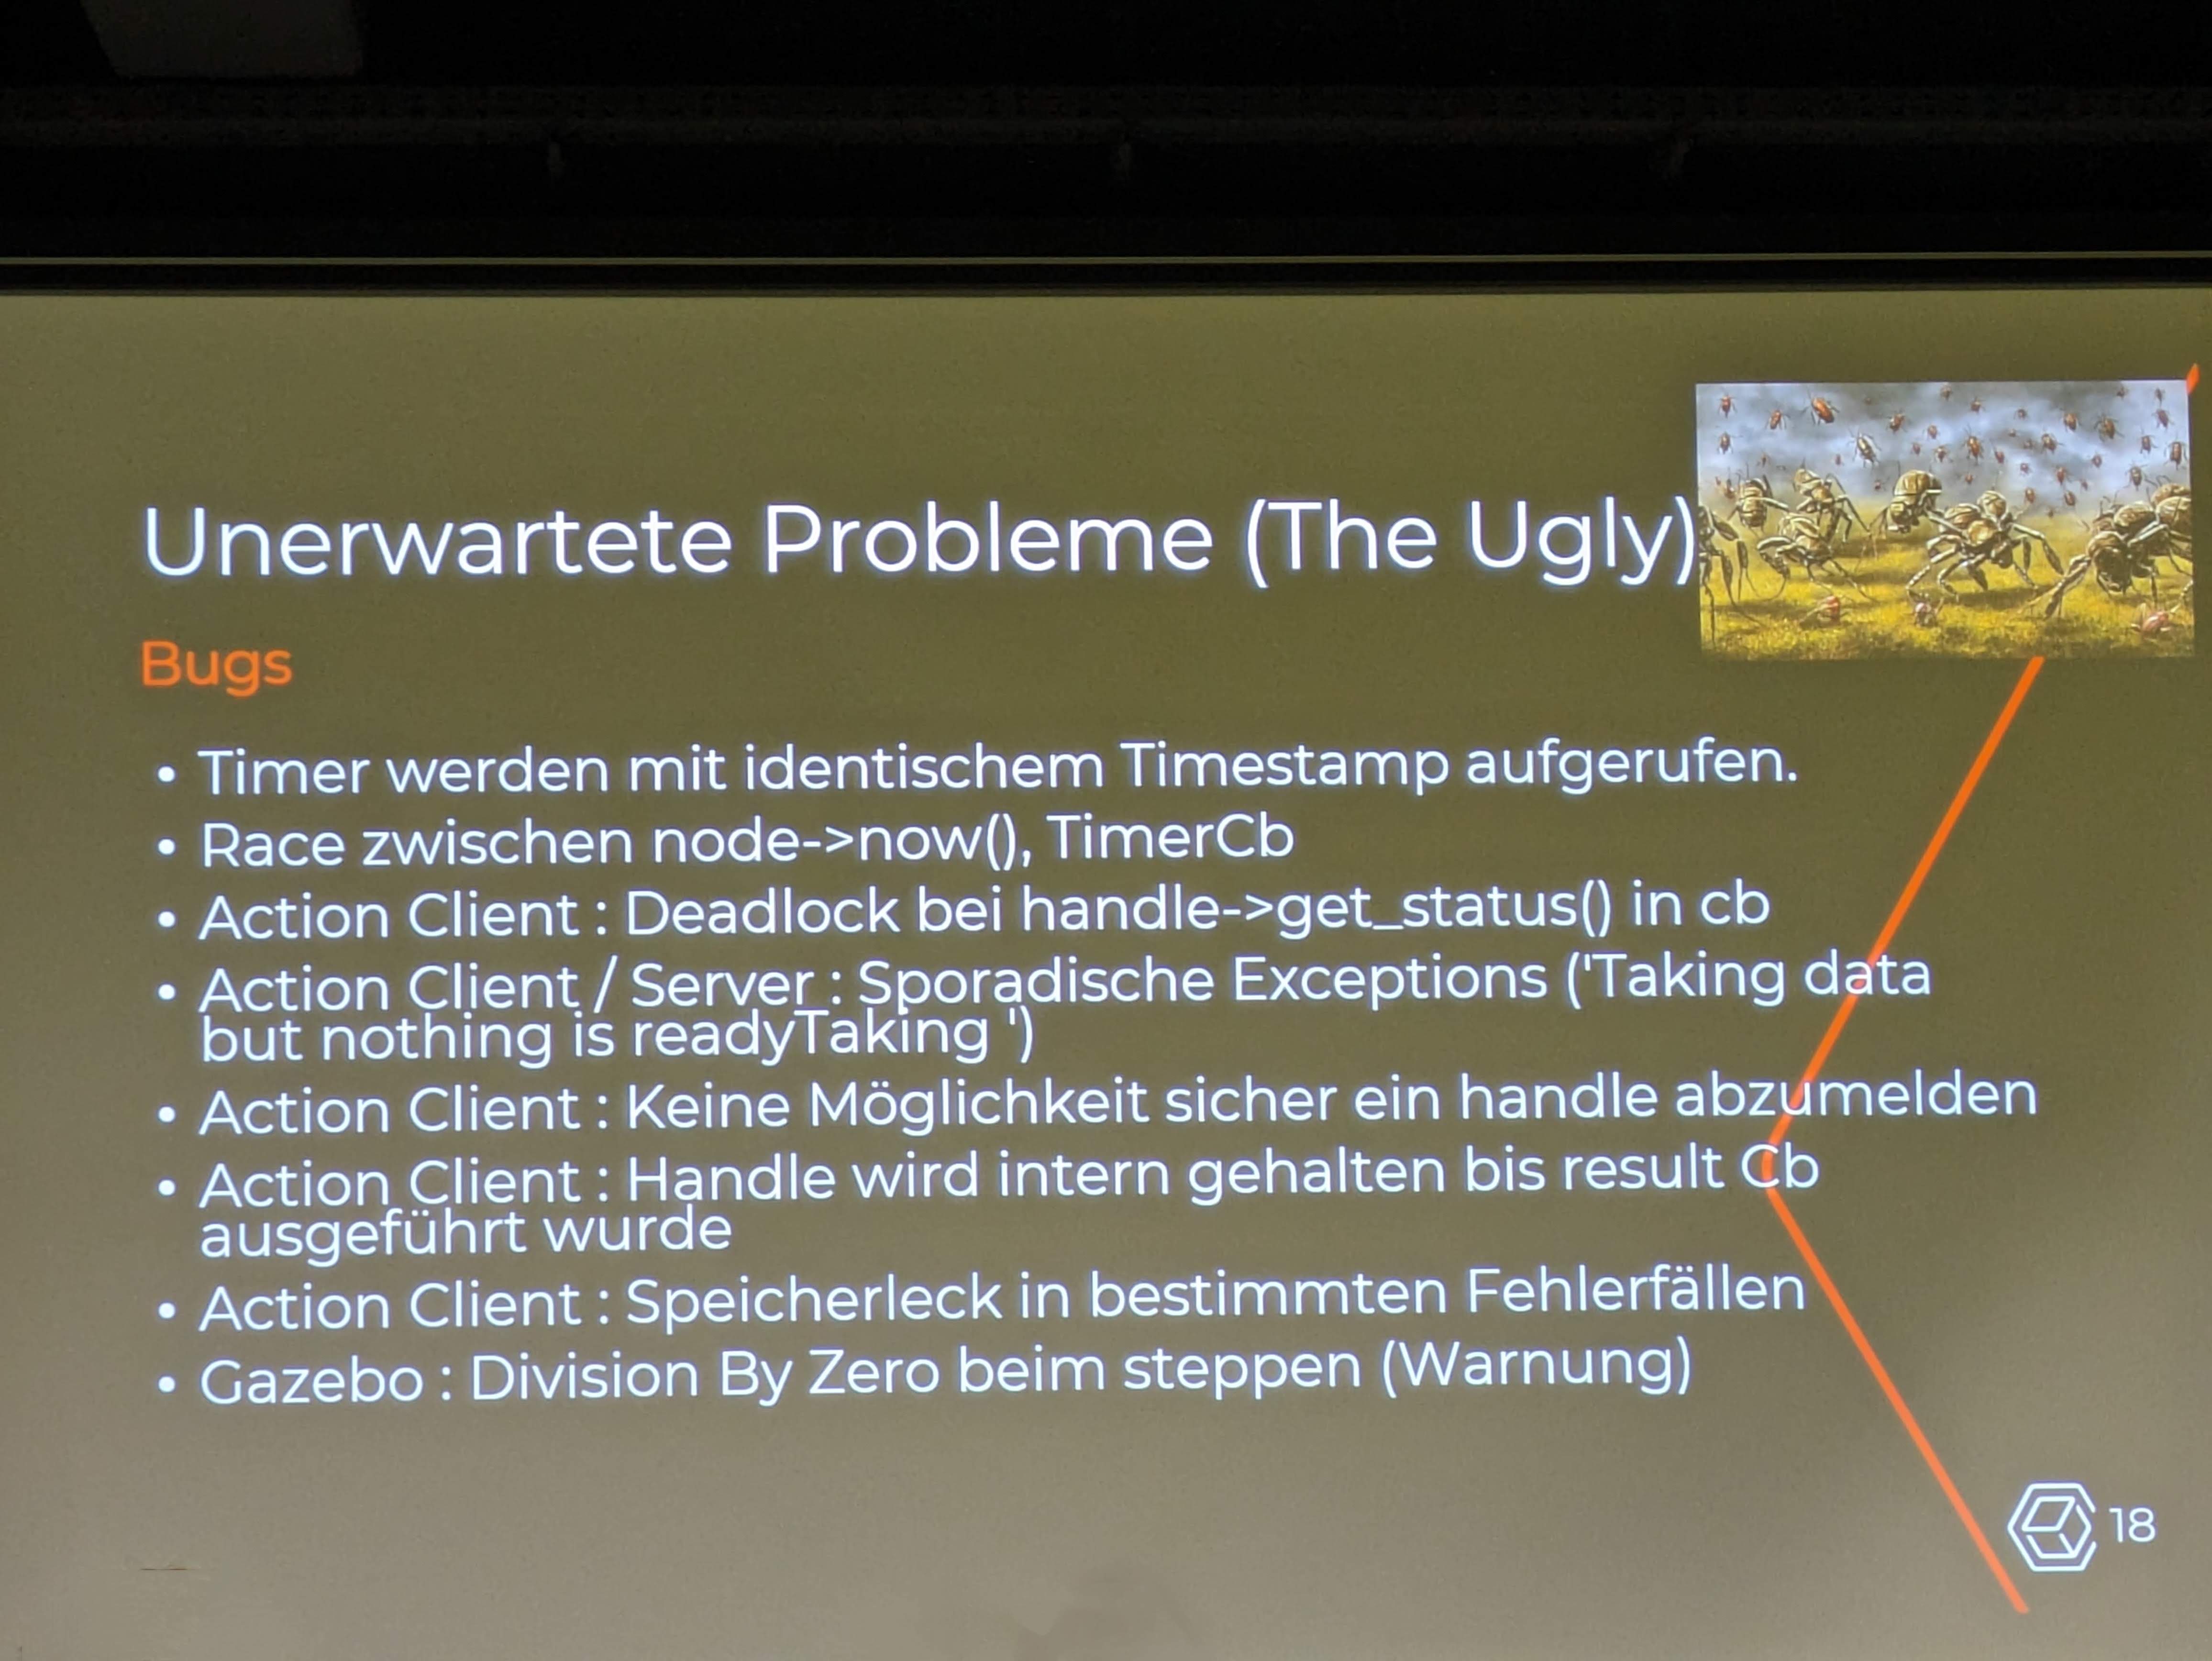 Unerwartete Probleme (The Ugly)
Bugs
• Timer werden mit identischem Timestamp aufgerufen.
• Race zwischen node->now(), TimerCb
• Action Client : Deadlock bei handle->get_status() in cb
• Action Client / Server : Sporadische Exceptions ('Taking data
but nothing is readyTaking ')
• Action Client : Keine Möglichkeit sicher ein handle abzumelden
• Action Client : Handle wird intern gehalten bis result Cb
ausgeführt wurde
• Action Client : Speicherleck in bestimmten Fehlerfällen
• Gazebo : Division By Zero beim steppen (Warnung)
18